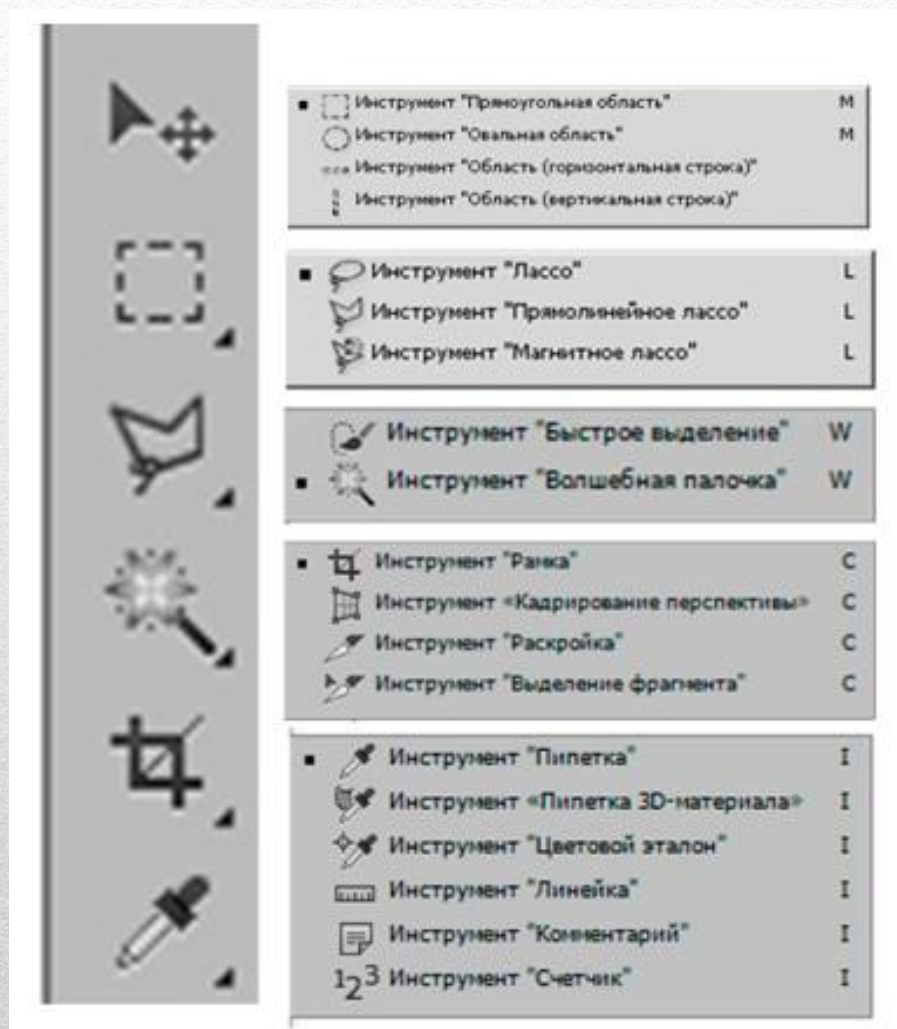 Инструмент "Прямоугольная область" M
Инструмент "Овальная область" M
Инструмент "Область (горизонтальная строка)"
Инструмент "Область (вертикальная строка)"
Инструмент "Лассо" L
Инструмент "Прямолинейное лассо" L
Инструмент "Магнитное лассо" L
Инструмент "Быстрое выделение" W
Инструмент "Волшебная палочка" W
Инструмент "Рамка" C
Инструмент «Кадрирование перспективы» C
Инструмент "Раскройка" C
Инструмент "Выделение фрагмента" C
Инструмент "Пипетка" I
Инструмент «Пипетка 3D-материала» I
Инструмент "Цветовой эталон" I
Инструмент "Линейка" I
Инструмент "Комментарий" I
123 Инструмент "Счетчик" I